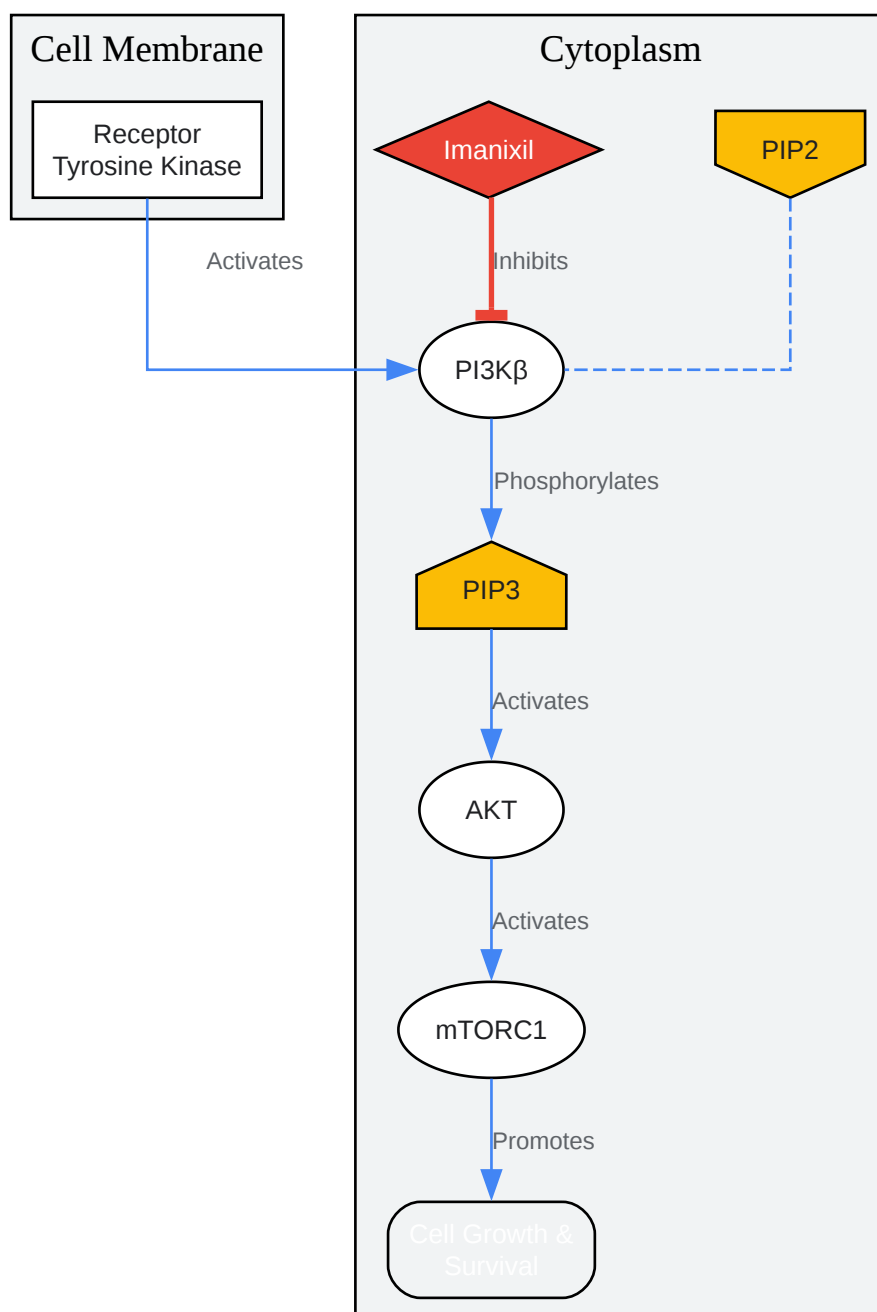 Cell Membrane
Cytoplasm
Receptor
Tyrosine Kinase
Imanixil
PIP2
Activates
Inhibits
PI3Kβ
Phosphorylates
PIP3
Activates
AKT
Activates
mTORC1
Promotes
Cell Growth &
Survival